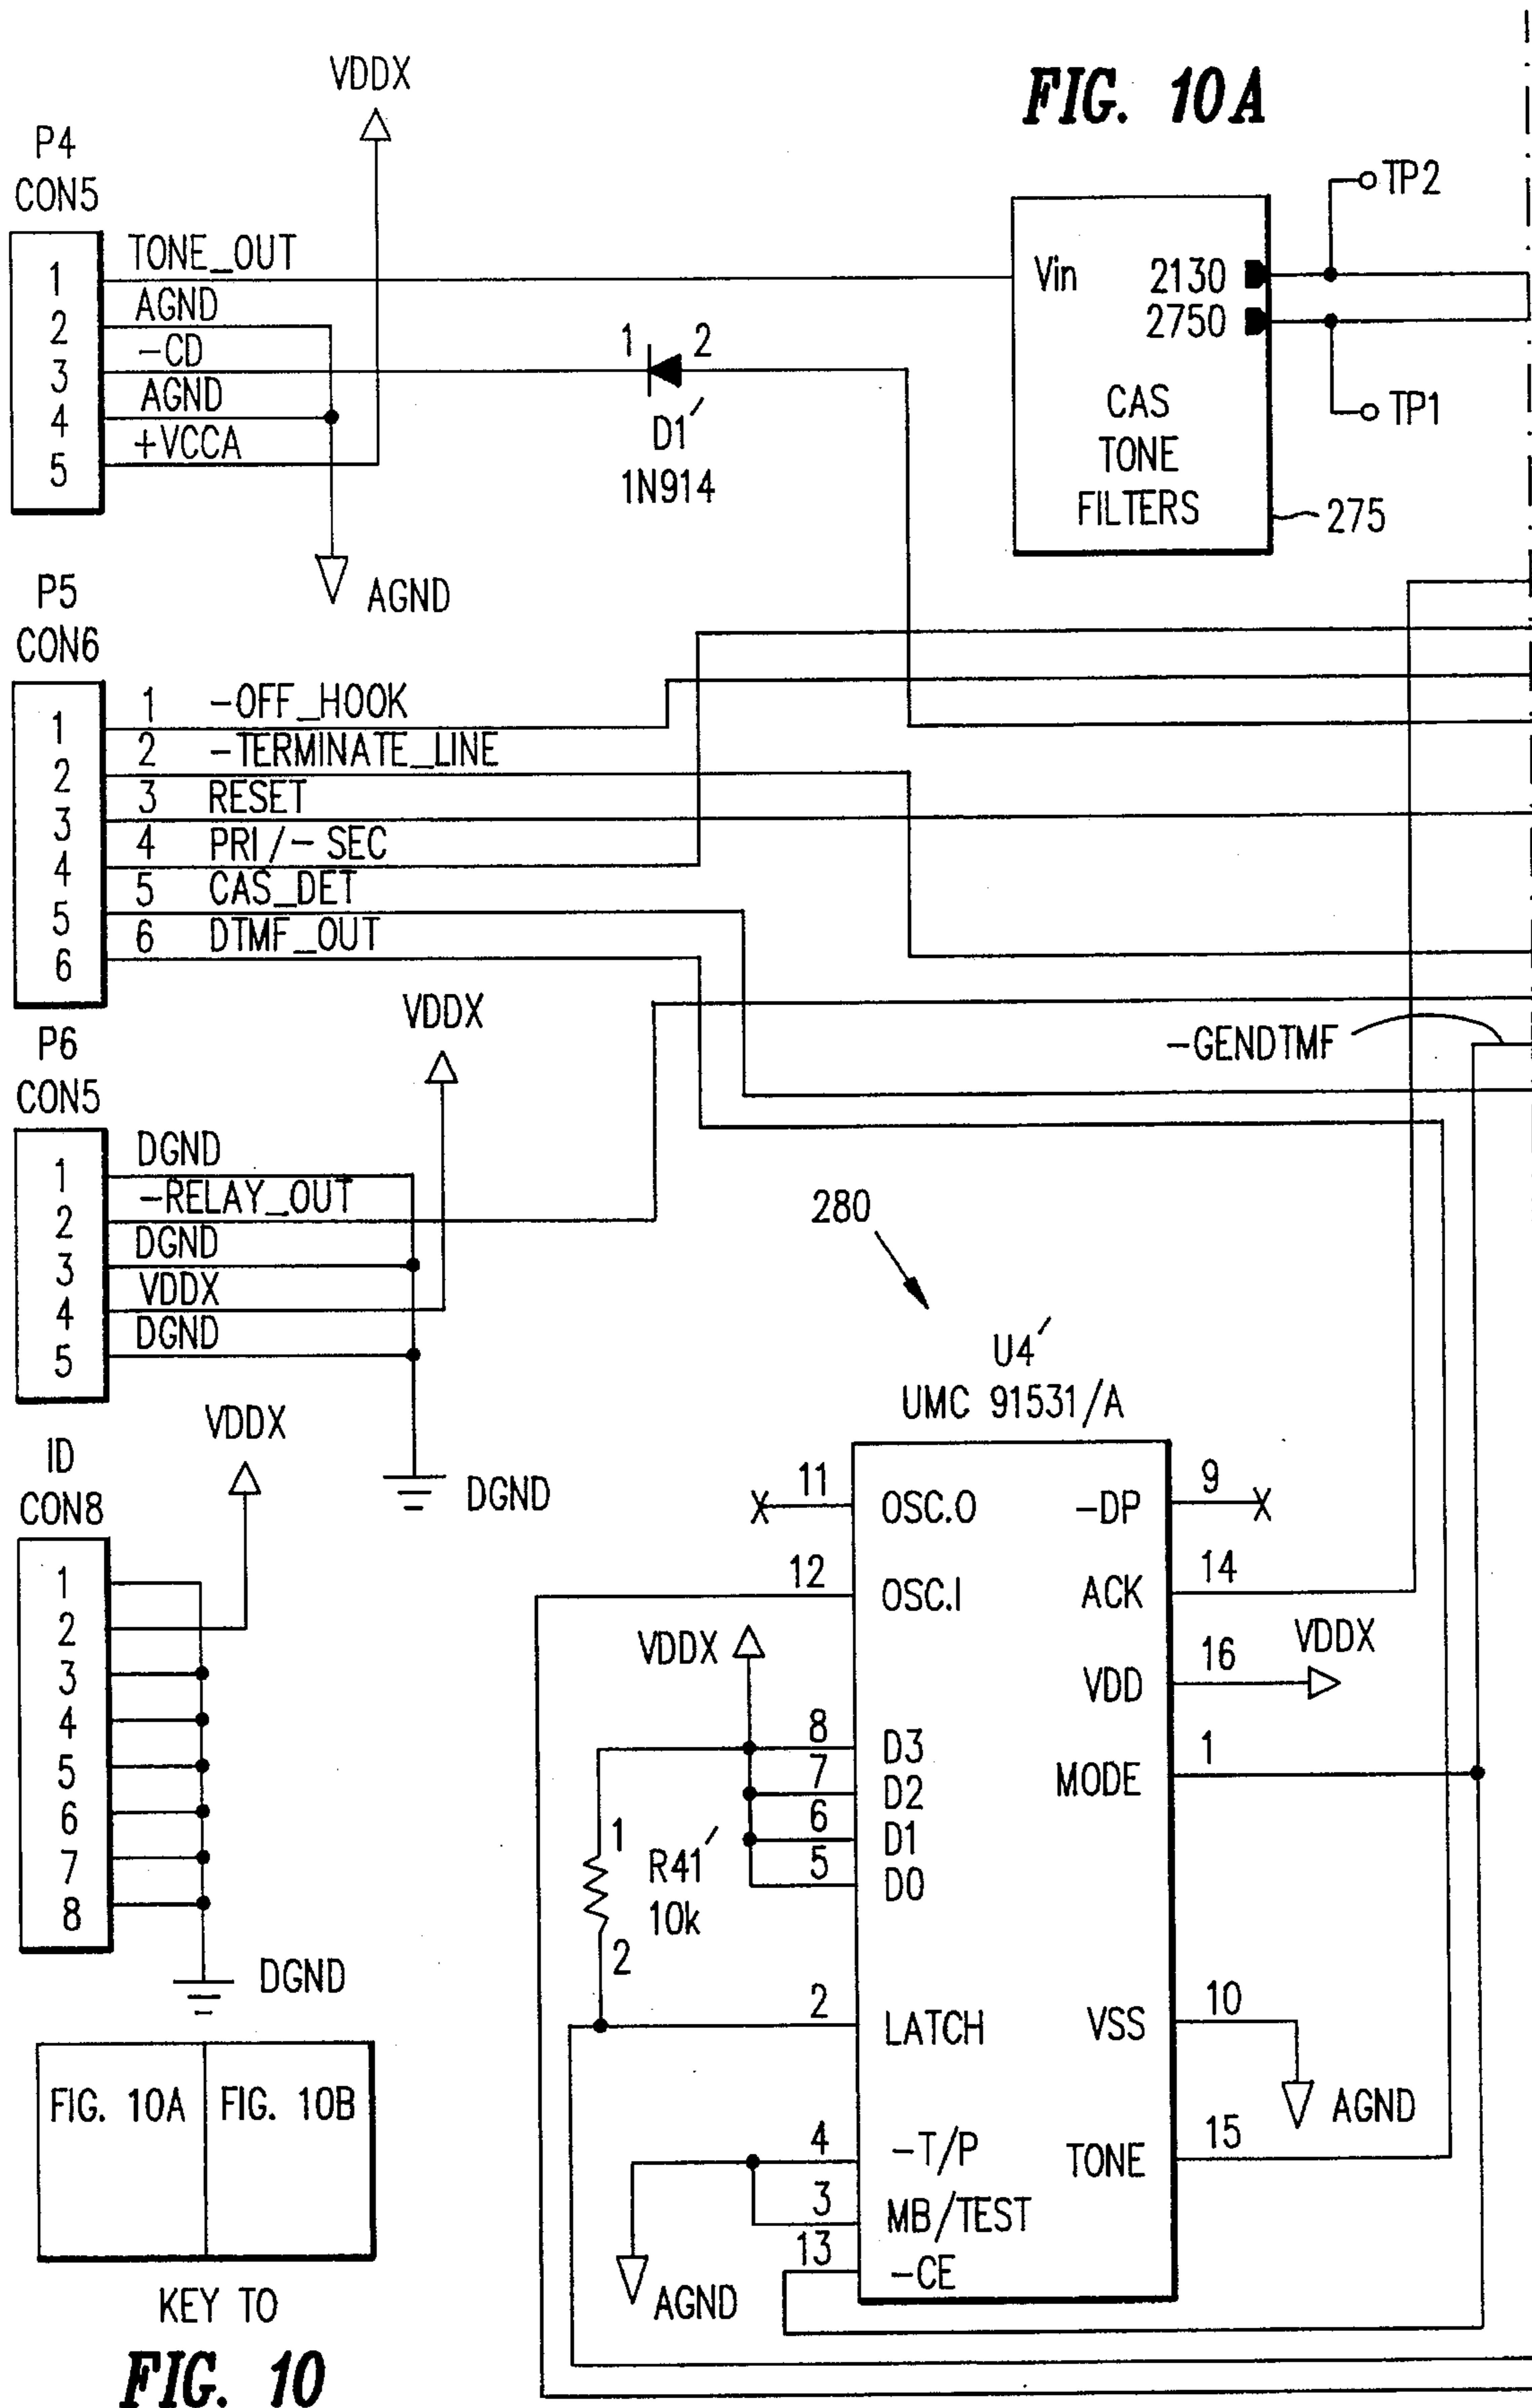 FIG. 10A
VDDX
P4
CON5
1 TONE_OUT
2 AGND
3 -CD
4 AGND
5 +VCCA
AGND
1 2
D1'
1N914
Vin 2130
2750
CAS
TONE
FILTERS
275
TP2
TP1
P5
CON6
1 1 -OFF_HOOK
2 2 -TERMINATE_LINE
3 3 RESET
4 4 PRI/-SEC
5 5 CAS_DET
6 6 DTMF_OUT
-GENDTMF
VDDX
P6
CON5
1 DGND
2 -RELAY_OUT
3 DGND
4 VDDX
5 DGND
DGND
VDDX
ID
CON8
1
2
3
4
5
6
7
8
DGND
280
U4'
UMC 91531/A
11 OSC.O -DP 9
12 OSC.I ACK 14
VDDX
VDD 16 VDDX
8 D3
7 D2 MODE 1
6 D1
5 D0
1
R41'
10k
2
2 LATCH VSS 10
AGND
4 -T/P TONE 15
3 MB/TEST
13 -CE
AGND
FIG. 10A FIG. 10B
KEY TO
FIG. 10